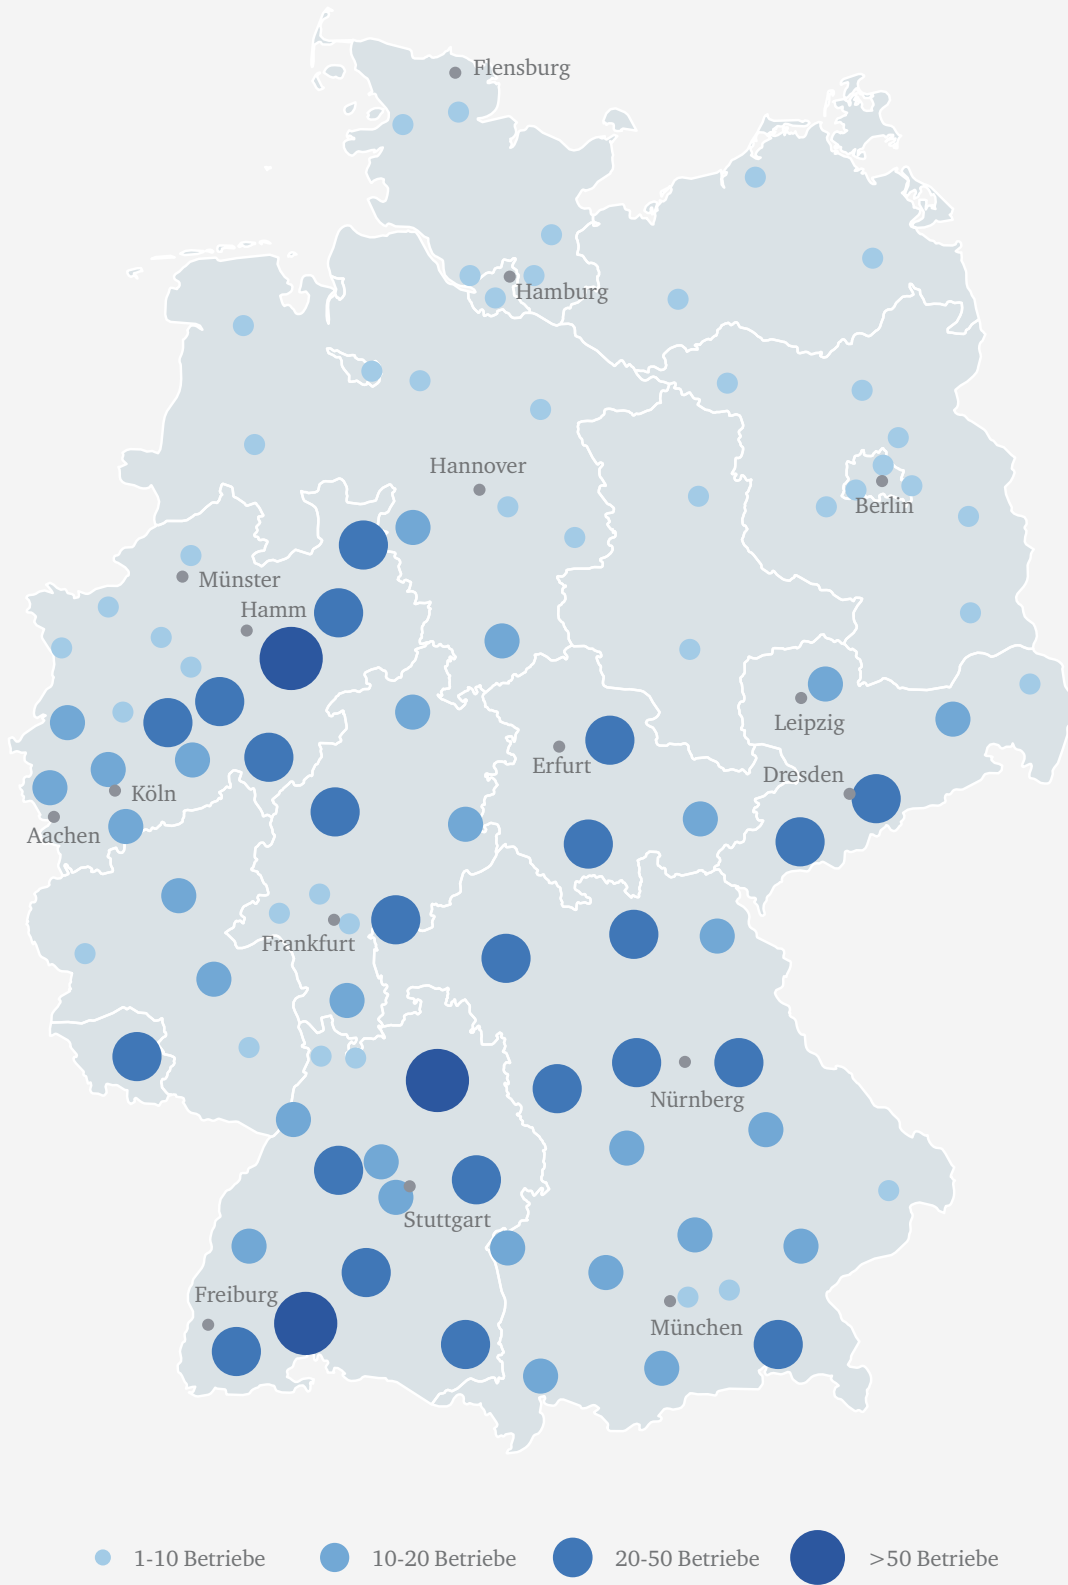 Flensburg
Hamburg
Hannover
Berlin
Münster
Hamm
Leipzig
Erfurt
Dresden
Köln
Aachen
Frankfurt
Nürnberg
Stuttgart
Freiburg
München
1-10 Betriebe
10-20 Betriebe
20-50 Betriebe
>50 Betriebe